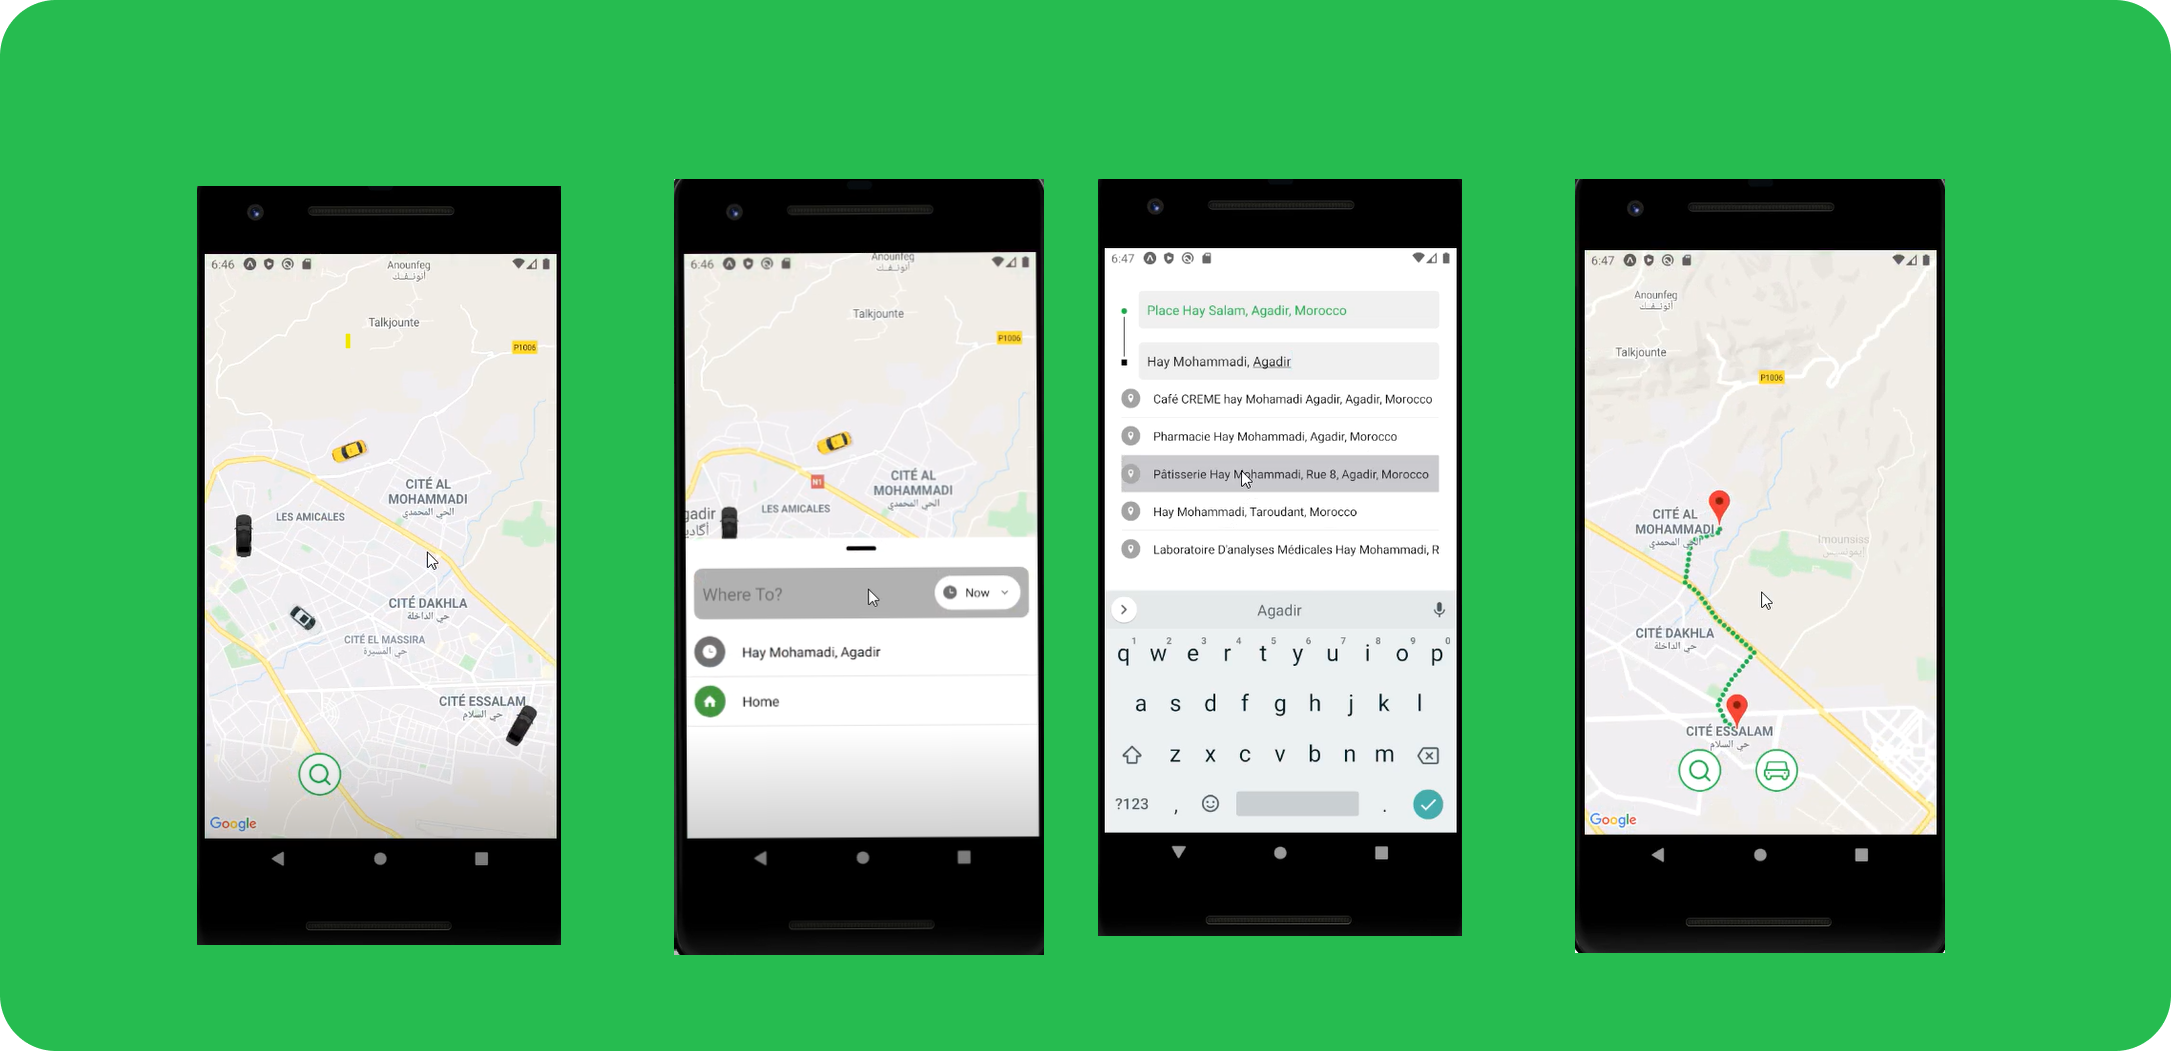 6:46
Anounfeg
أنونـفـك
Talkjounte
P1006
CITÉ AL
MOHAMMADI
الحي المحمدي
LES AMICALES
CITÉ DAKHLA
حي الداخلة
CITÉ EL MASSIRA
حي المسيرة
CITÉ ESSALAM
حي السلام
Google
6:46
Anounfeg
أنونـفـك
Talkjounte
P1006
N1
CITÉ AL
MOHAMMADI
الحي المحمدي
LES AMICALES
gadir
أكادير
Where To?
Now
Hay Mohamadi, Agadir
Home
6:47
Place Hay Salam, Agadir, Morocco
Hay Mohammadi, Agadir
Café CREME hay Mohamadi Agadir, Agadir, Morocco
Pharmacie Hay Mohammadi, Agadir, Morocco
Pâtisserie Hay Mohammadi, Rue 8, Agadir, Morocco
Hay Mohammadi, Taroudant, Morocco
Laboratoire D'analyses Médicales Hay Mohammadi, R
Agadir
1 2 3 4 5 6 7 8 9 0
q w e r t y u i o p
a s d f g h j k l
z x c v b n m
?123 , .
6:47
Anounfeg
أنونـفـك
Talkjounte
P1006
CITÉ AL
MOHAMMADI
الحي المحمدي
Imounsiss
إيمونسيس
CITÉ DAKHLA
حي الداخلة
CITÉ ESSALAM
حي السلام
Google